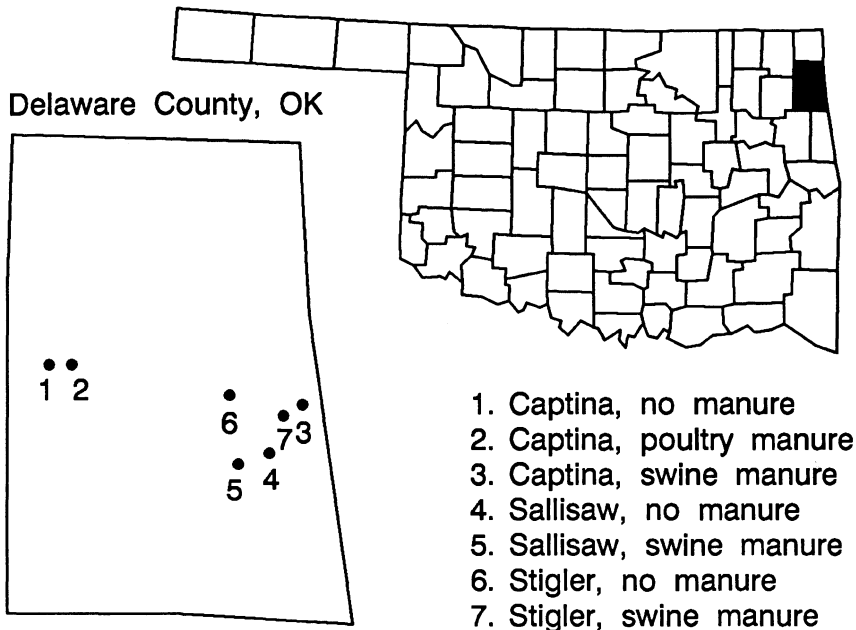 Delaware County, OK
1 2
6
7 3
4
5
1. Captina, no manure
2. Captina, poultry manure
3. Captina, swine manure
4. Sallisaw, no manure
5. Sallisaw, swine manure
6. Stigler, no manure
7. Stigler, swine manure